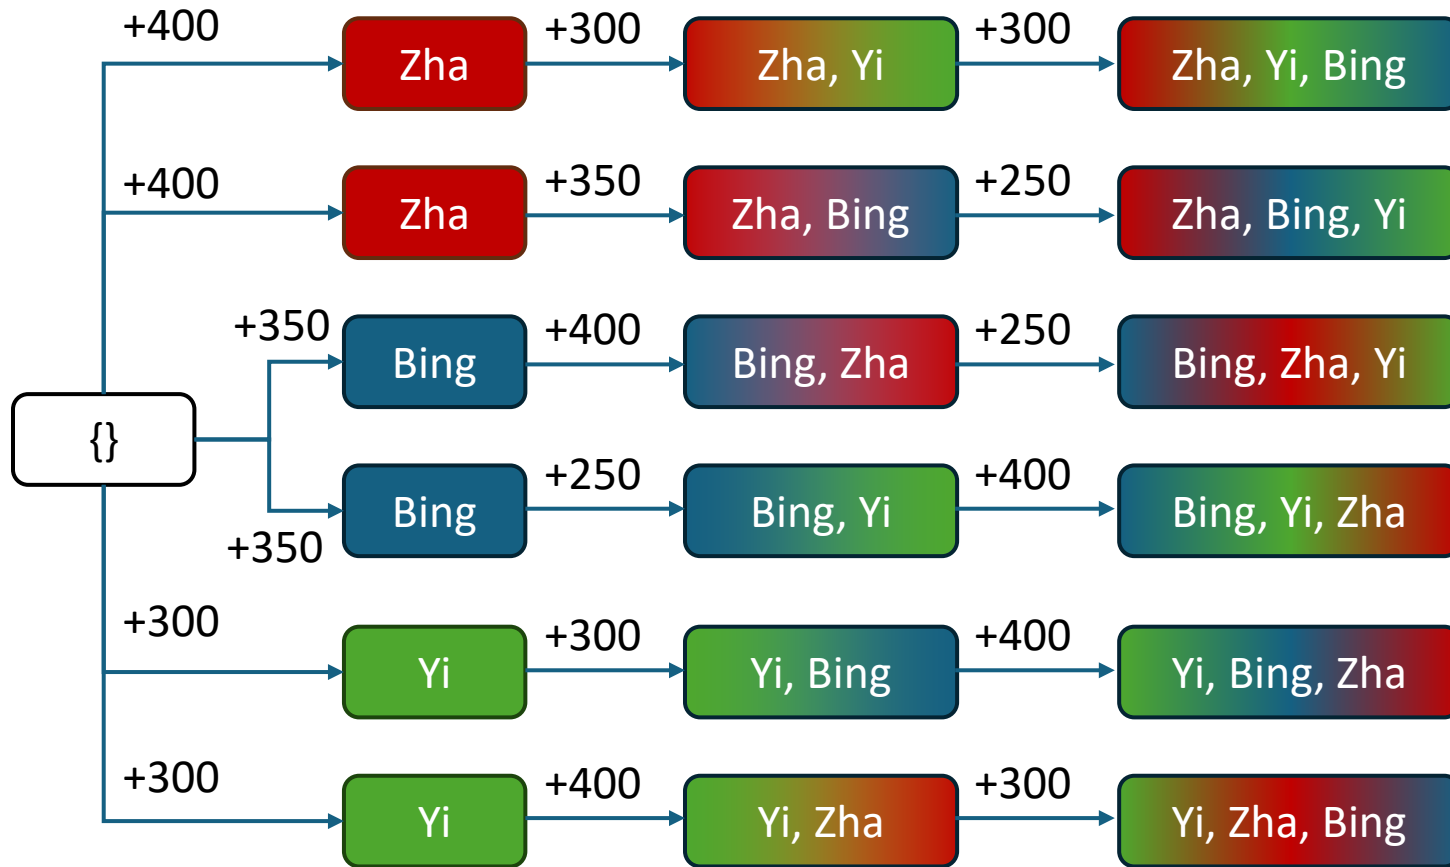 +400 Zha +300 Zha, Yi +300 Zha, Yi, Bing
+400 Zha +350 Zha, Bing +250 Zha, Bing, Yi
+350 Bing +400 Bing, Zha +250 Bing, Zha, Yi
{}
+350 Bing +250 Bing, Yi +400 Bing, Yi, Zha
+300 Yi +300 Yi, Bing +400 Yi, Bing, Zha
+300 Yi +400 Yi, Zha +300 Yi, Zha, Bing